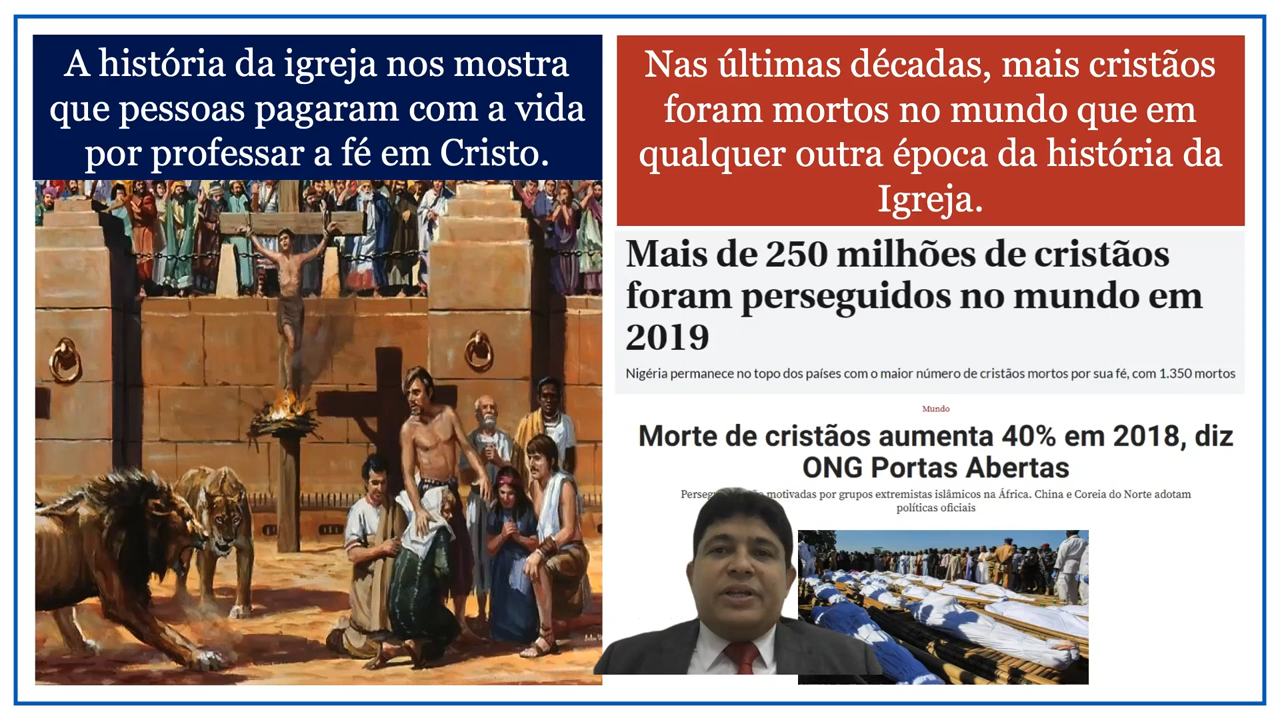 A história da igreja nos mostra
que pessoas pagaram com a vida
por professar a fé em Cristo.
Nas últimas décadas, mais cristãos
foram mortos no mundo que em
qualquer outra época da história da
Igreja.
Mais de 250 milhões de cristãos
foram perseguidos no mundo em
2019
Nigéria permanece no topo dos países com o maior número de cristãos mortos por sua fé, com 1.350 mortos
Mundo
Morte de cristãos aumenta 40% em 2018, diz
ONG Portas Abertas
motivadas por grupos extremistas islâmicos na África. China e Coreia do Norte adotam
políticas oficiais